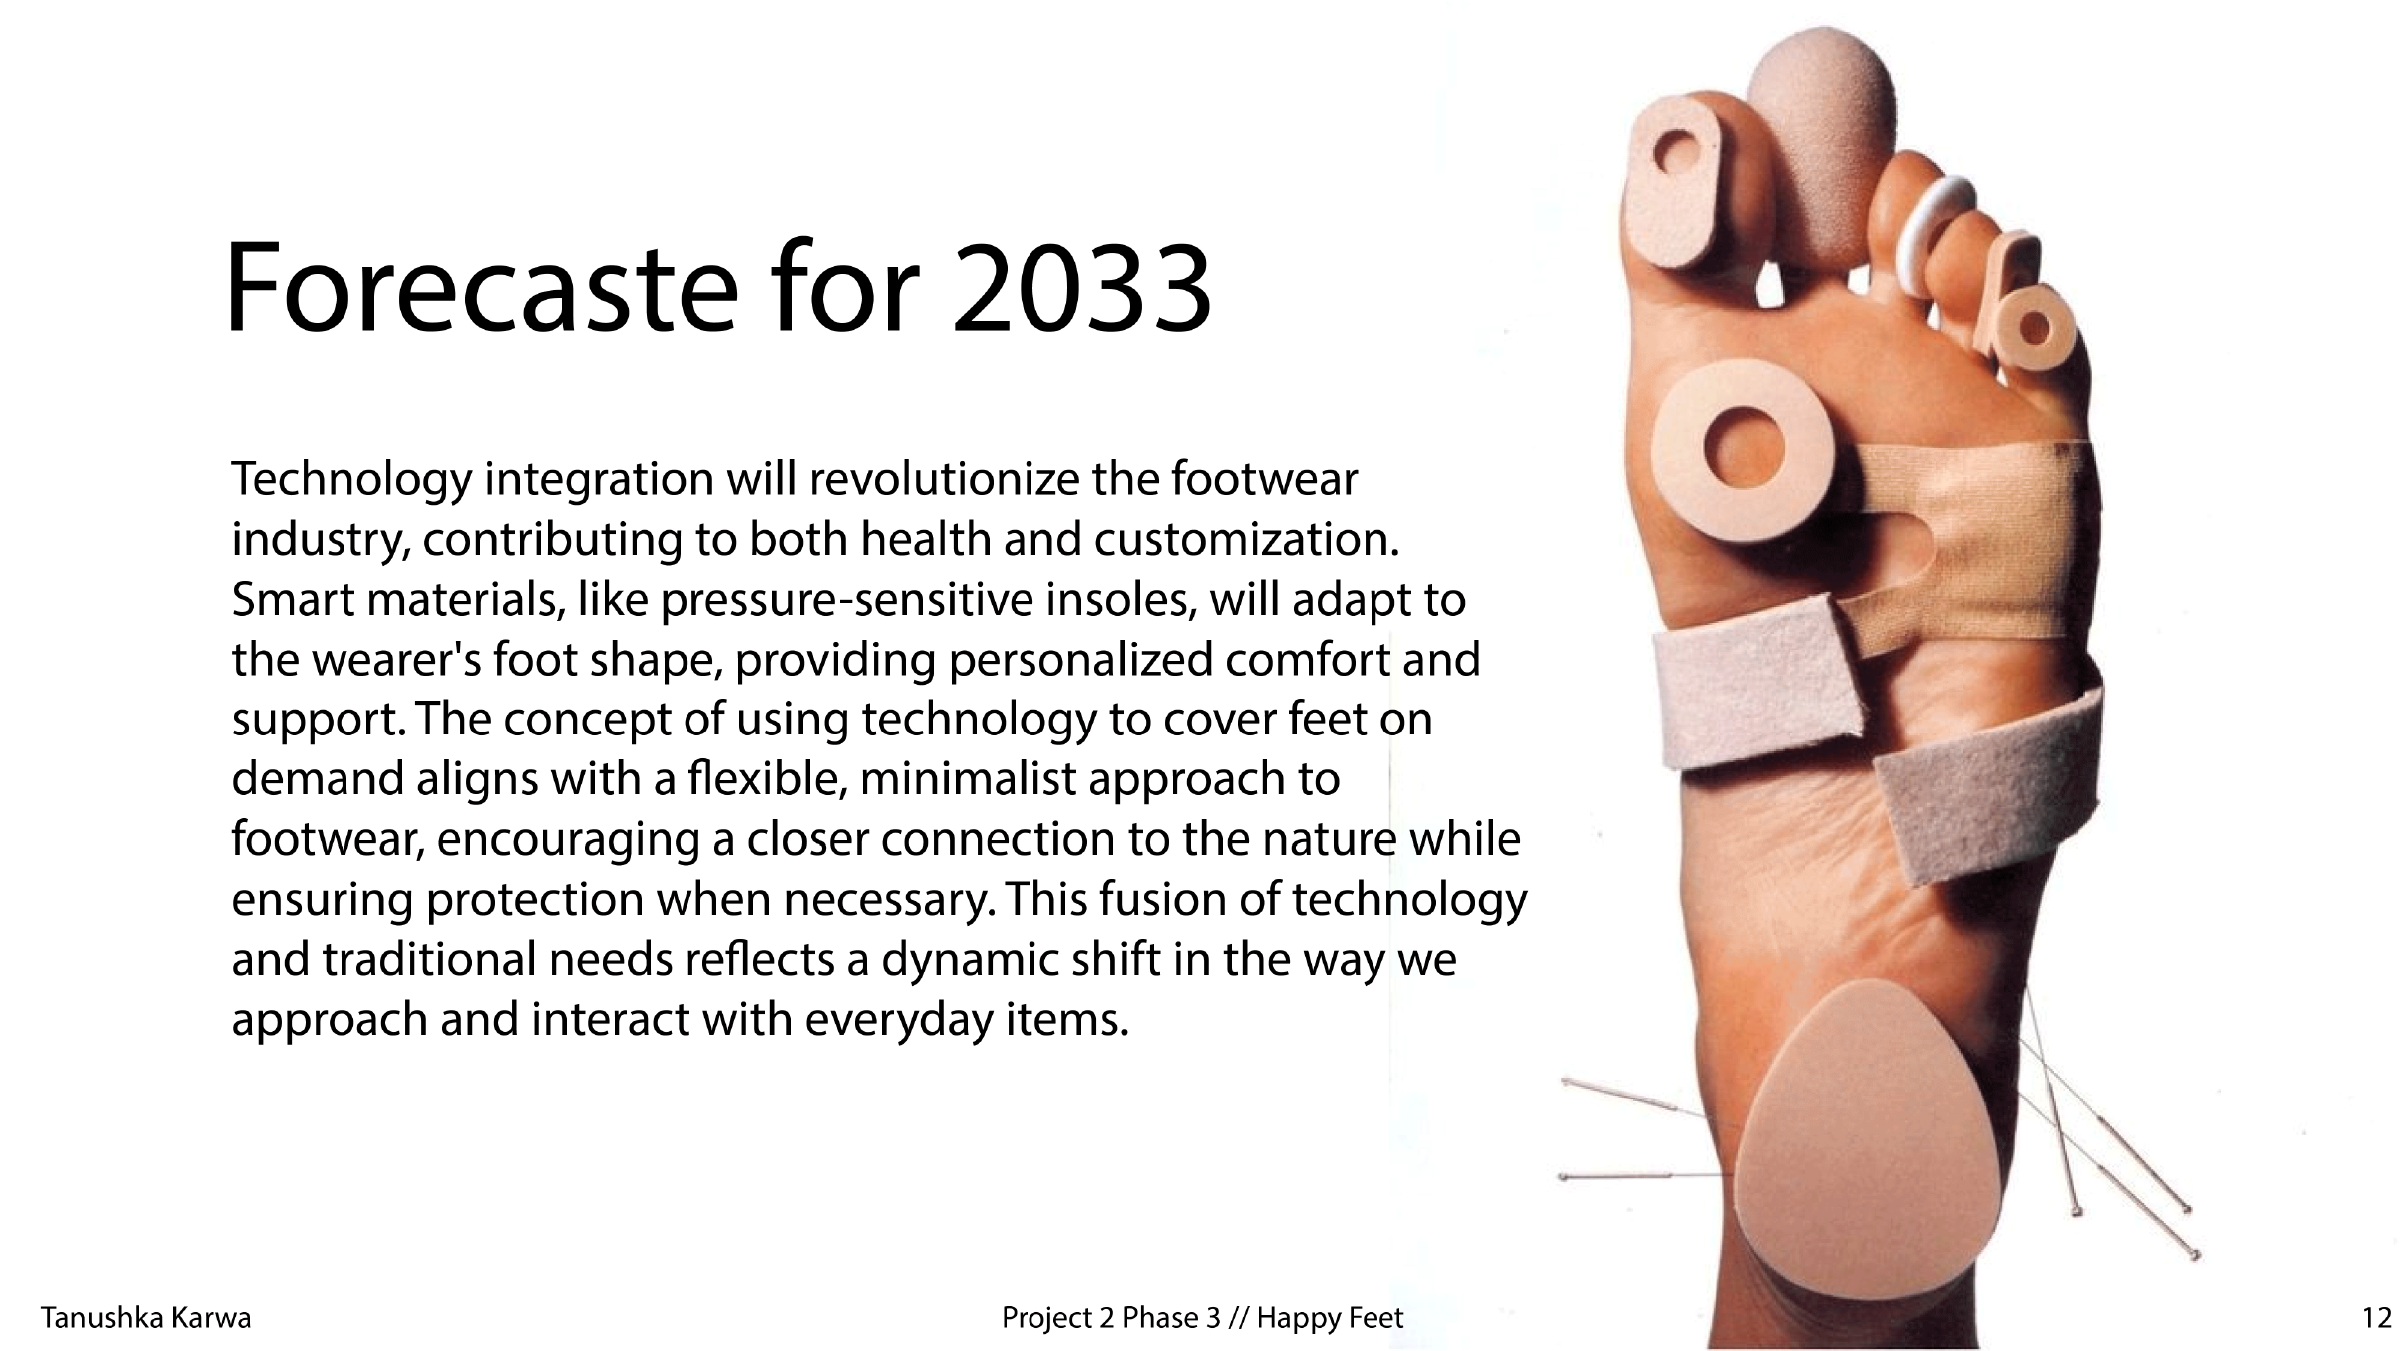 Forecaste for 2033
Technology integration will revolutionize the footwear
industry, contributing to both health and customization.
Smart materials, like pressure-sensitive insoles, will adapt to
the wearer's foot shape, providing personalized comfort and
support. The concept of using technology to cover feet on
demand aligns with a flexible, minimalist approach to
footwear, encouraging a closer connection to the nature while
ensuring protection when necessary. This fusion of technology
and traditional needs reflects a dynamic shift in the way we
approach and interact with everyday items.
Tanushka Karwa
Project 2 Phase 3 // Happy Feet
12